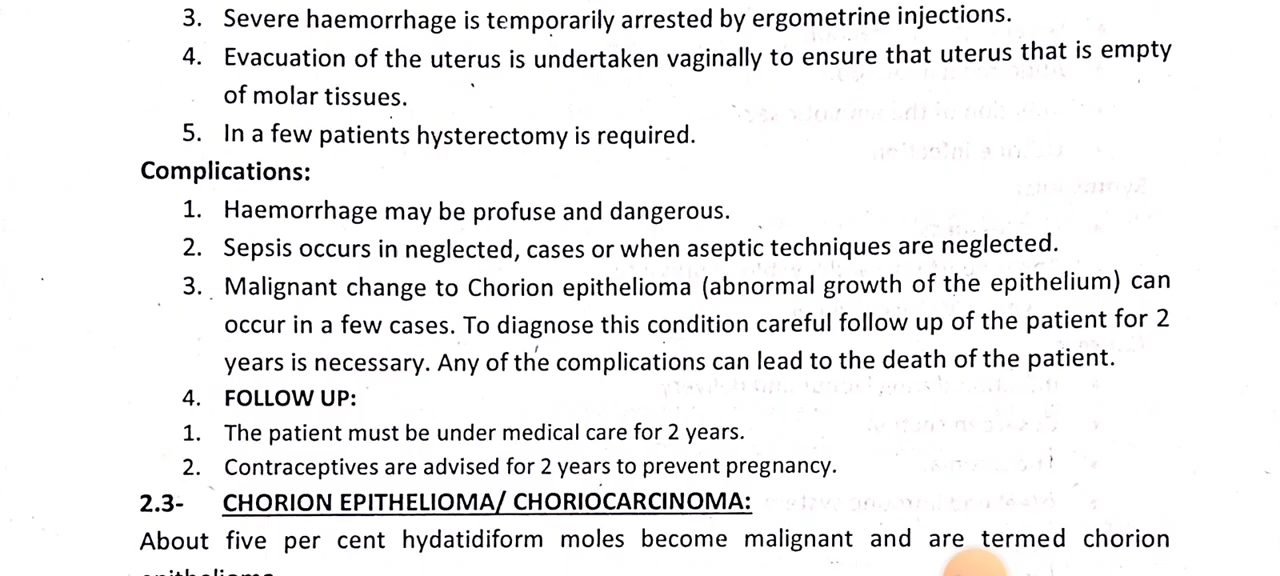 3. Severe haemorrhage is temporarily arrested by ergometrine injections.
4. Evacuation of the uterus is undertaken vaginally to ensure that uterus that is empty
of molar tissues.
5. In a few patients hysterectomy is required.
Complications:
1. Haemorrhage may be profuse and dangerous.
2. Sepsis occurs in neglected, cases or when aseptic techniques are neglected.
3. Malignant change to Chorion epithelioma (abnormal growth of the epithelium) can
occur in a few cases. To diagnose this condition careful follow up of the patient for 2
years is necessary. Any of the complications can lead to the death of the patient.
4. FOLLOW UP:
1. The patient must be under medical care for 2 years.
2. Contraceptives are advised for 2 years to prevent pregnancy.
2.3- CHORION EPITHELIOMA/ CHORIOCARCINOMA:
About five per cent hydatidiform moles become malignant and are termed chorion